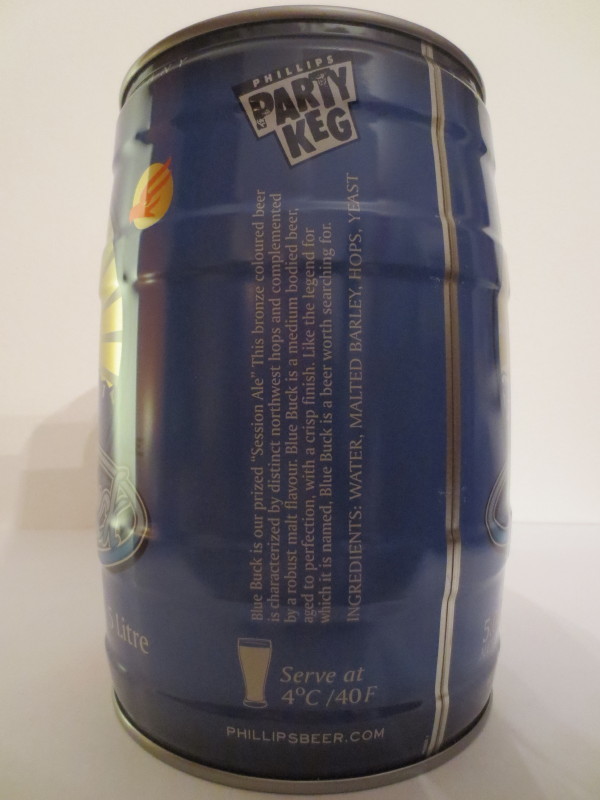 PHILLIPS
PARTY
KEG
Blue Buck is our prized "Session Ale" This bronze coloured beer
is characterized by distinct northwest hops and complemented
by a robust malt flavour. Blue Buck is a medium bodied beer,
aged to perfection, with a crisp finish. Like the legend for
which it is named, Blue Buck is a beer worth searching for.
INGREDIENTS: WATER, MALTED BARLEY, HOPS, YEAST
Litre
5
Serve at
4°C /40F
PHILLIPSBEER.COM